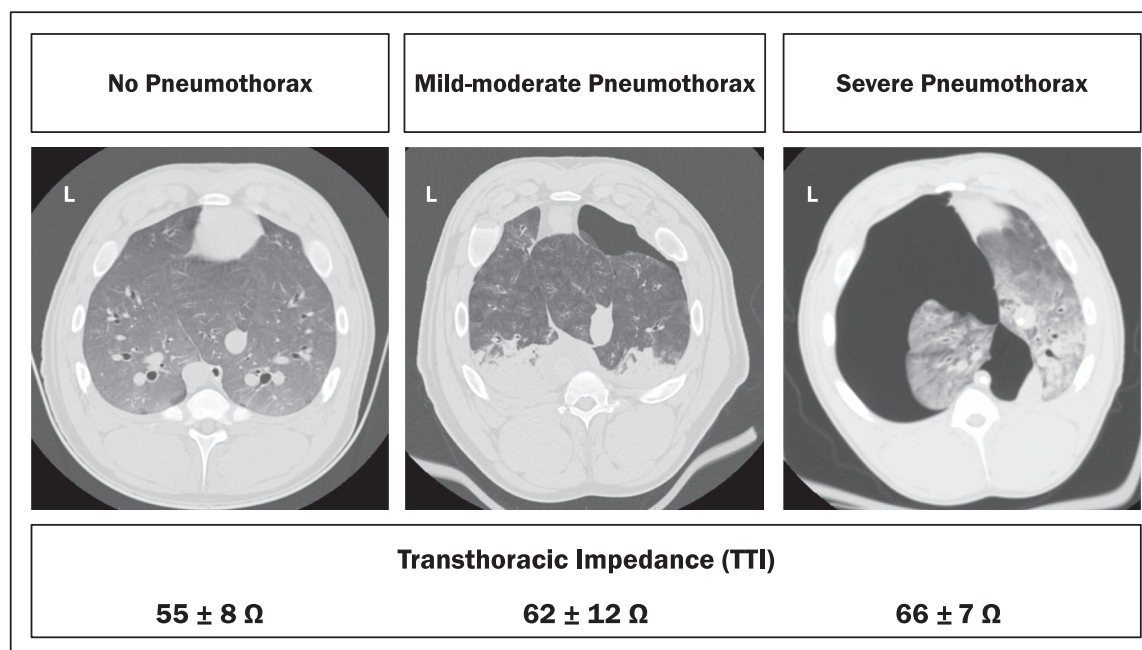 No Pneumothorax
Mild-moderate Pneumothorax
Severe Pneumothorax
L
L
L
Transthoracic Impedance (TTI)
55 ± 8 Ω
62 ± 12 Ω
66 ± 7 Ω